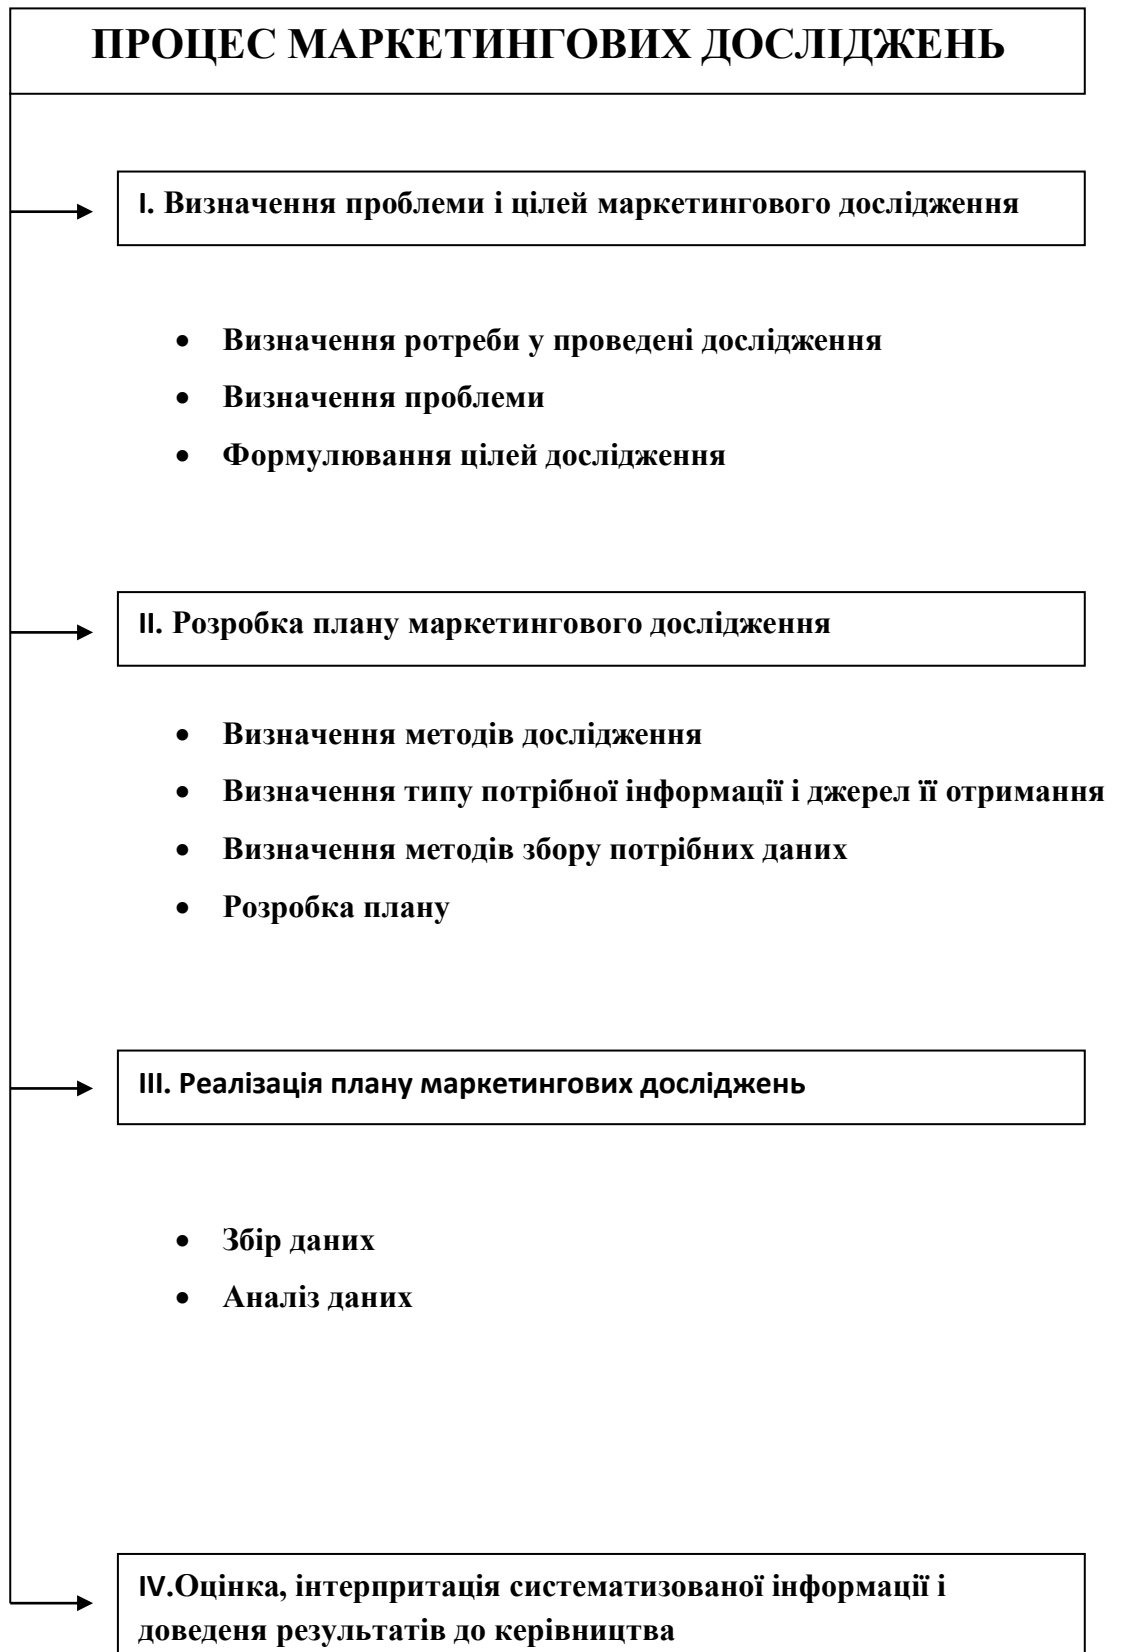 ПРОЦЕС МАРКЕТИНГОВИХ ДОСЛІДЖЕНЬ
I. Визначення проблеми і цілей маркетингового дослідження
• Визначення ротреби у проведені дослідження
• Визначення проблеми
• Формулювання цілей дослідження
II. Розробка плану маркетингового дослідження
• Визначення методів дослідження
• Визначення типу потрібної інформації і джерел її отримання
• Визначення методів збору потрібних даних
• Розробка плану
III. Реалізація плану маркетингових досліджень
• Збір даних
• Аналіз даних
IV.Оцінка, інтерпритація систематизованої інформації і
доведеня результатів до керівництва